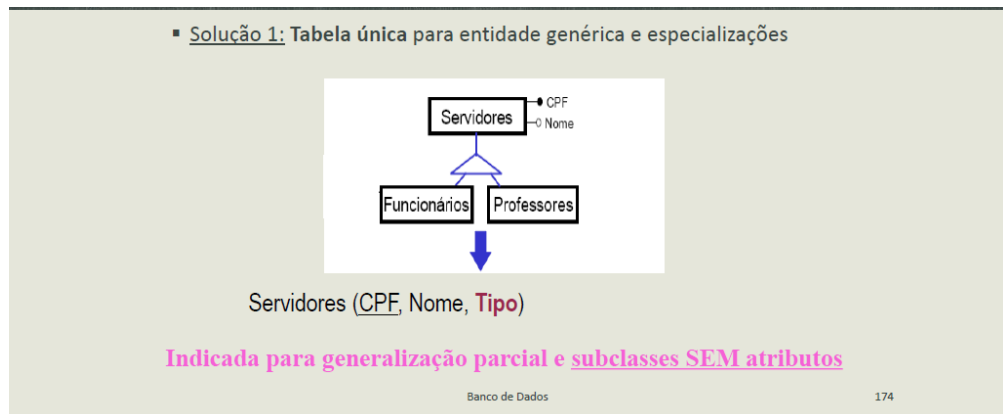 ▪ Solução 1: Tabela única para entidade genérica e especializações
Servidores
CPF
Nome
Funcionários
Professores
Servidores (CPF, Nome, Tipo)
Indicada para generalização parcial e subclasses SEM atributos
Banco de Dados
174